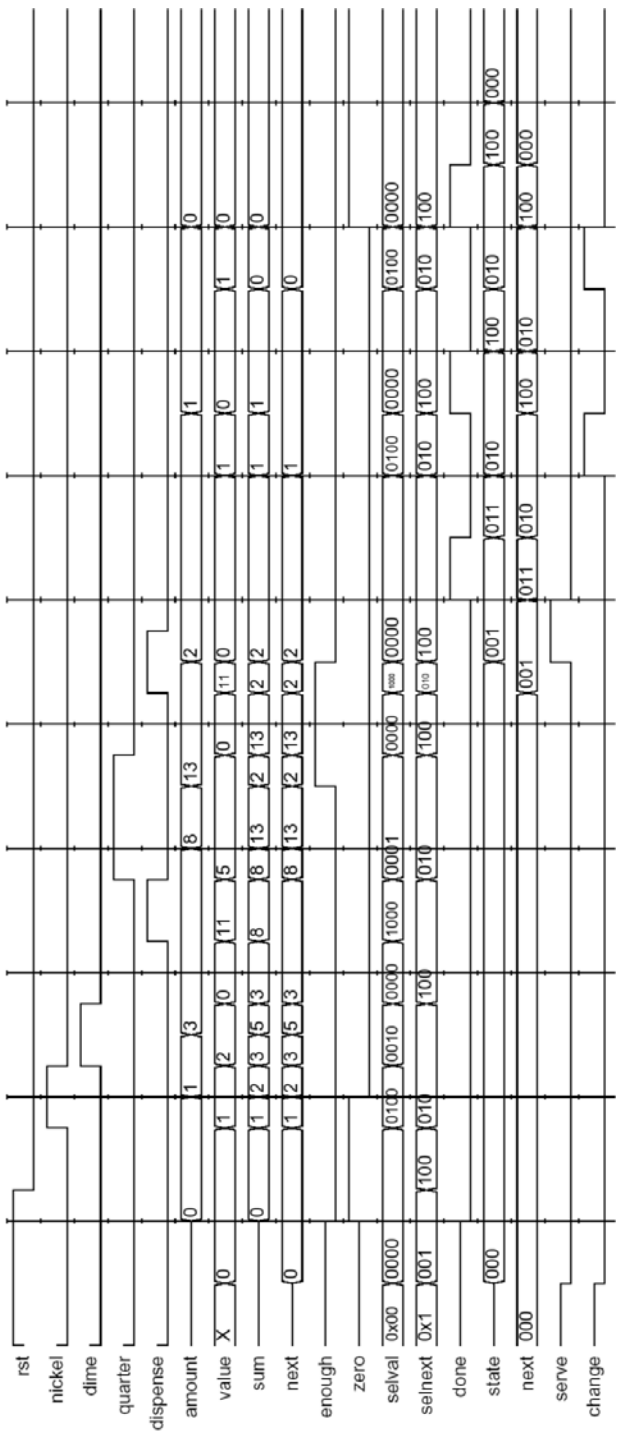 rst
nickel
dime
quarter
dispense
amount 0 1 3 8 13 2 1 0
value X 0 1 2 0 11 5 0 11 0 1 0 1 0
sum 0 1 2 3 5 3 8 8 13 2 13 2 2 1 1 0 0
next 0 1 2 3 5 3 8 13 2 13 2 2 1 0
enough
zero
selval 0x00 0000 0100 0010 0000 1000 0001 0000 1000 0000 0100 0000 0100 0000
selnext 0x1 001 100 010 100 010 100 010 100 010 100 010 100
done
state 000 001 011 010 100 010 100 000
next 000 001 011 010 100 010 100 000
serve
change